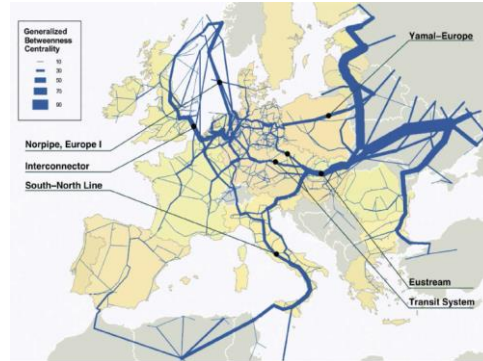 Generalized
Betweenness
Centrality
10
30
50
70
90
Yamal–Europe
Norpipe, Europe I
Interconnector
South–North Line
Eustream
Transit System